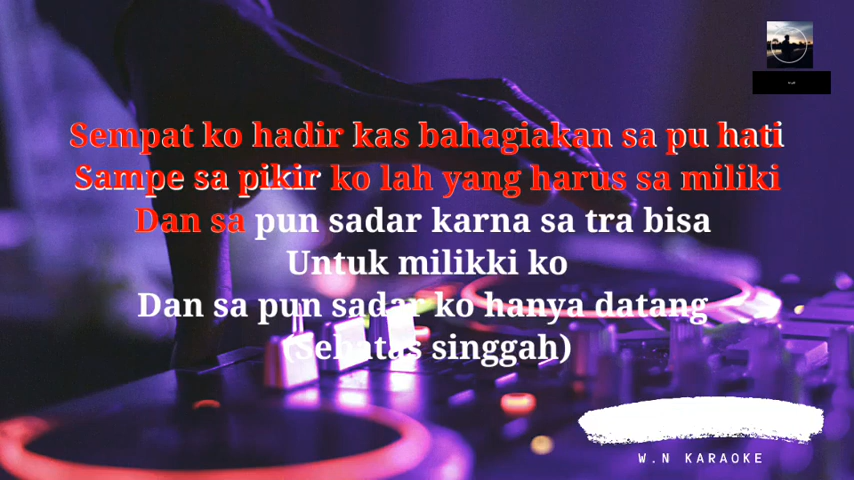 Sempat ko hadir kas bahagiakan sa pu hati
Sampe sa pikir ko lah yang harus sa miliki
Dan sa pun sadar karna sa tra bisa
Untuk milikki ko
Dan sa pun sadar ko hanya datang
(Sebatas singgah)
W.N KARAOKE